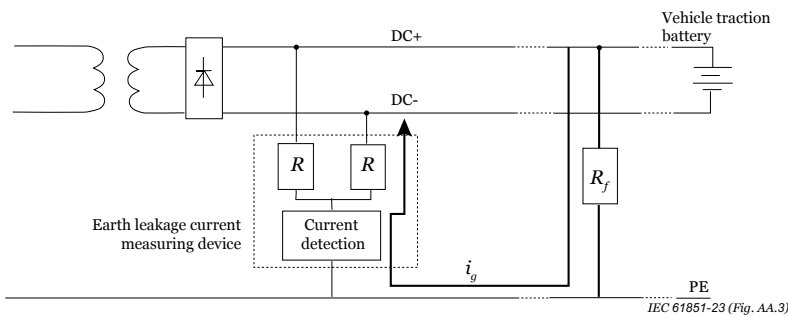 Vehicle traction
battery
DC+
DC-
R
R
R_f
Earth leakage current
measuring device
Current
detection
i_g
PE
IEC 61851-23 (Fig. AA.3)